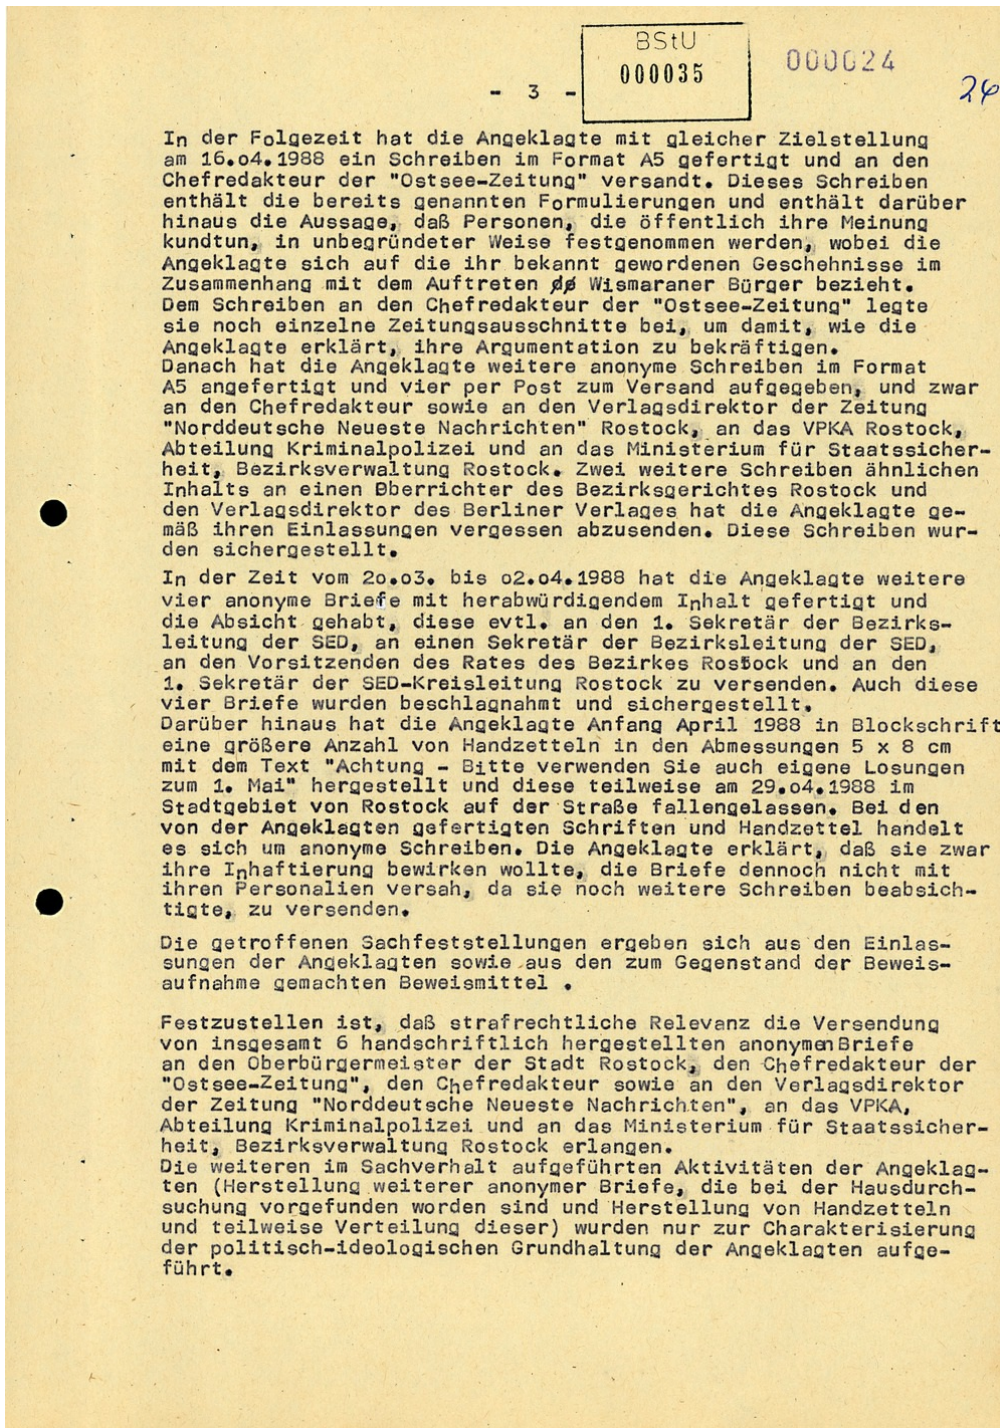 BStU
000035
000024
26
- 3 -
In der Folgezeit hat die Angeklagte mit gleicher Zielstellung
am 16.o4.1988 ein Schreiben im Format A5 gefertigt und an den
Chefredakteur der "Ostsee-Zeitung" versandt. Dieses Schreiben
enthält die bereits genannten Formulierungen und enthält darüber
hinaus die Aussage, daß Personen, die öffentlich ihre Meinung
kundtun, in unbegründeter Weise festgenommen werden, wobei die
Angeklagte sich auf die ihr bekannt gewordenen Geschehnisse im
Zusammenhang mit dem Auftreten Wismaraner Bürger bezieht.
Dem Schreiben an den Chefredakteur der "Ostsee-Zeitung" legte
sie noch einzelne Zeitungsausschnitte bei, um damit, wie die
Angeklagte erklärt, ihre Argumentation zu bekräftigen.
Danach hat die Angeklagte weitere anonyme Schreiben im Format
A5 angefertigt und vier per Post zum Versand aufgegeben, und zwar
an den Chefredakteur sowie an den Verlagsdirektor der Zeitung
"Norddeutsche Neueste Nachrichten" Rostock, an das VPKA Rostock,
Abteilung Kriminalpolizei und an das Ministerium für Staatssicher-
heit, Bezirksverwaltung Rostock. Zwei weitere Schreiben ähnlichen
Inhalts an einen Oberrichter des Bezirksgerichtes Rostock und
den Verlagsdirektor des Berliner Verlages hat die Angeklagte ge-
mäß ihren Einlassungen vergessen abzusenden. Diese Schreiben wur-
den sichergestellt.
In der Zeit vom 2o.o3. bis o2.o4.1988 hat die Angeklagte weitere
vier anonyme Briefe mit herabwürdigendem Inhalt gefertigt und
die Absicht gehabt, diese evtl. an den 1. Sekretär der Bezirks-
leitung der SED, an einen Sekretär der Bezirksleitung der SED,
an den Vorsitzenden des Rates des Bezirkes Rostock und an den
1. Sekretär der SED-Kreisleitung Rostock zu versenden. Auch diese
vier Briefe wurden beschlagnahmt und sichergestellt.
Darüber hinaus hat die Angeklagte Anfang April 1988 in Blockschrift
eine größere Anzahl von Handzetteln in den Abmessungen 5 x 8 cm
mit dem Text "Achtung - Bitte verwenden Sie auch eigene Losungen
zum 1. Mai" hergestellt und diese teilweise am 29.o4.1988 im
Stadtgebiet von Rostock auf der Straße fallengelassen. Bei den
von der Angeklagten gefertigten Schriften und Handzettel handelt
es sich um anonyme Schreiben. Die Angeklagte erklärt, daß sie zwar
ihre Inhaftierung bewirken wollte, die Briefe dennoch nicht mit
ihren Personalien versah, da sie noch weitere Schreiben beabsich-
tigte, zu versenden.
Die getroffenen Sachfeststellungen ergeben sich aus den Einlas-
sungen der Angeklagten sowie aus den zum Gegenstand der Beweis-
aufnahme gemachten Beweismittel .
Festzustellen ist, daß strafrechtliche Relevanz die Versendung
von insgesamt 6 handschriftlich hergestellten anonymen Briefe
an den Oberbürgermeister der Stadt Rostock, den Chefredakteur der
"Ostsee-Zeitung", den Chefredakteur sowie an den Verlagsdirektor
der Zeitung "Norddeutsche Neueste Nachrichten", an das VPKA,
Abteilung Kriminalpolizei und an das Ministerium für Staatssicher-
heit, Bezirksverwaltung Rostock erlangen.
Die weiteren im Sachverhalt aufgeführten Aktivitäten der Angeklag-
ten (Herstellung weiterer anonymer Briefe, die bei der Hausdurch-
suchung vorgefunden worden sind und Herstellung von Handzetteln
und teilweise Verteilung dieser) wurden nur zur Charakterisierung
der politisch-ideologischen Grundhaltung der Angeklagten aufge-
führt.